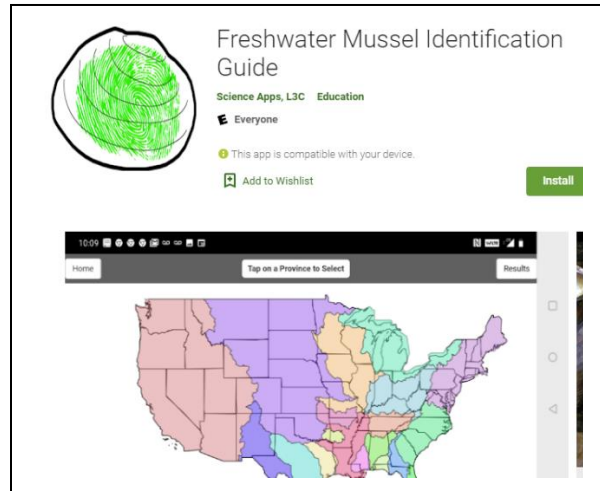 Freshwater Mussel Identification
Guide
Science Apps, L3C Education
E Everyone
This app is compatible with your device.
Add to Wishlist
Install
10:09
Home
Tap on a Province to Select
Results